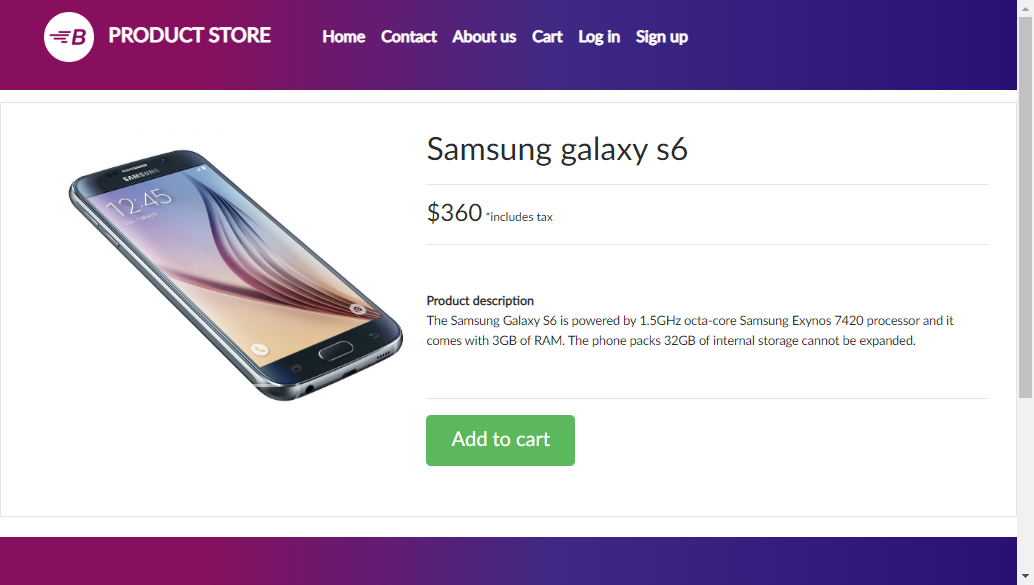 B PRODUCT STORE Home Contact About us Cart Log in Sign up
Samsung galaxy s6
SAMSUNG
12:45
$360 *includes tax
Product description
The Samsung Galaxy S6 is powered by 1.5GHz octa-core Samsung Exynos 7420 processor and it
comes with 3GB of RAM. The phone packs 32GB of internal storage cannot be expanded.
Add to cart